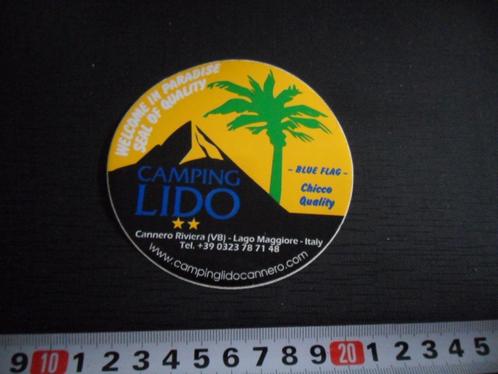 WELCOME IN PARADISE
SEAL OF QUALITY
- BLUE FLAG -
Chicco
Quality
CAMPING
LIDO
Cannero Riviera (VB) - Lago Maggiore - Italy
Tel. +39 0323 78 71 48
www.campinglidocannero.com
9 10 1 2 3 4 5 6 7 8 9 20 1 2 3 4 5